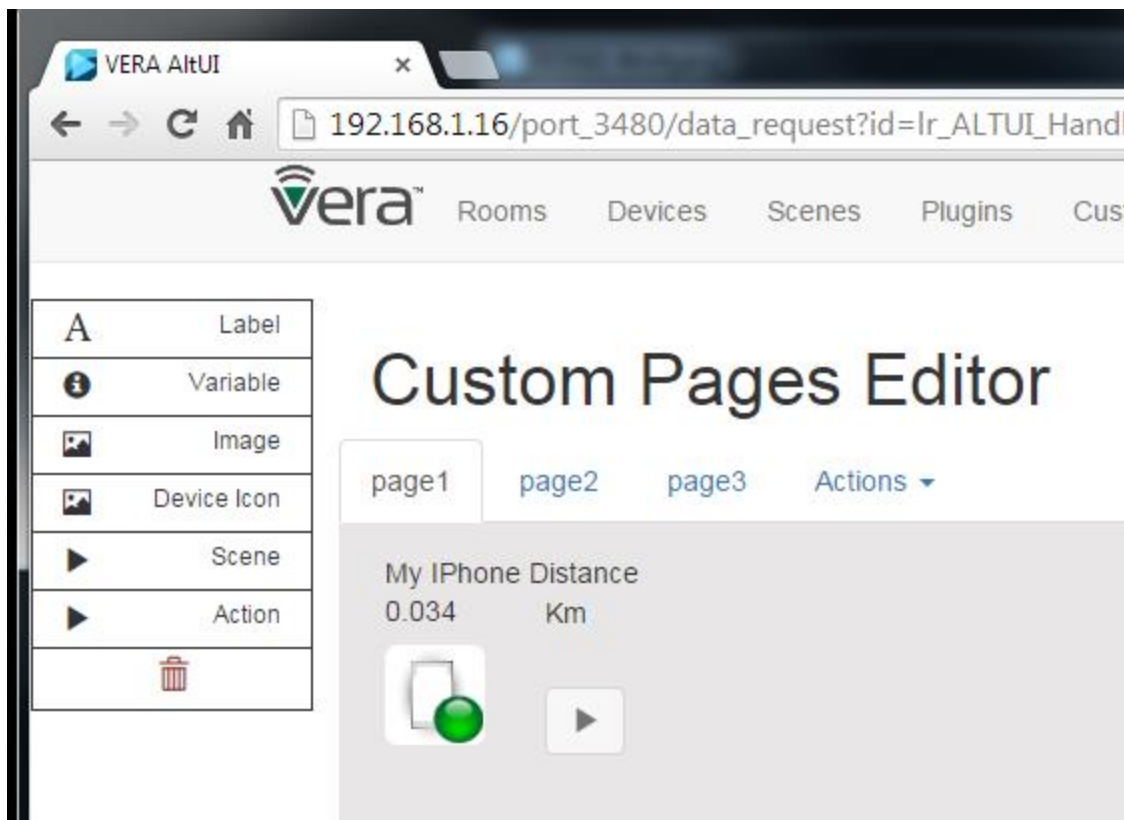 VERA AltUI
192.168.1.16/port_3480/data_request?id=lr_ALTUI_Handl
vera™ Rooms Devices Scenes Plugins Cus
A Label
Variable
Image
Device Icon
Scene
Action
Custom Pages Editor
page1 page2 page3 Actions
My IPhone Distance
0.034 Km